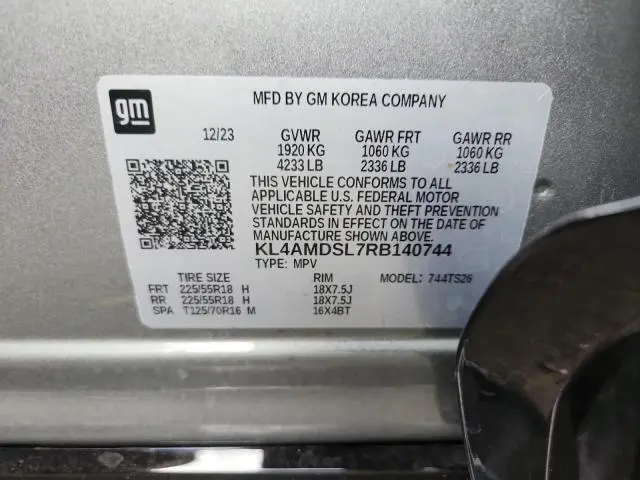 gm
MFD BY GM KOREA COMPANY
12/23 GVWR GAWR FRT GAWR RR
1920 KG 1060 KG 1060 KG
4233 LB 2336 LB 2336 LB
THIS VEHICLE CONFORMS TO ALL
APPLICABLE U.S. FEDERAL MOTOR
VEHICLE SAFETY AND THEFT PREVENTION
STANDARDS IN EFFECT ON THE DATE OF
MANUFACTURE SHOWN ABOVE.
KL4AMDSL7RB140744
TYPE: MPV MODEL: 744TS26
TIRE SIZE RIM
FRT 225/55R18 H 18X7.5J
RR 225/55R18 H 18X7.5J
SPA T125/70R16 M 16X4BT